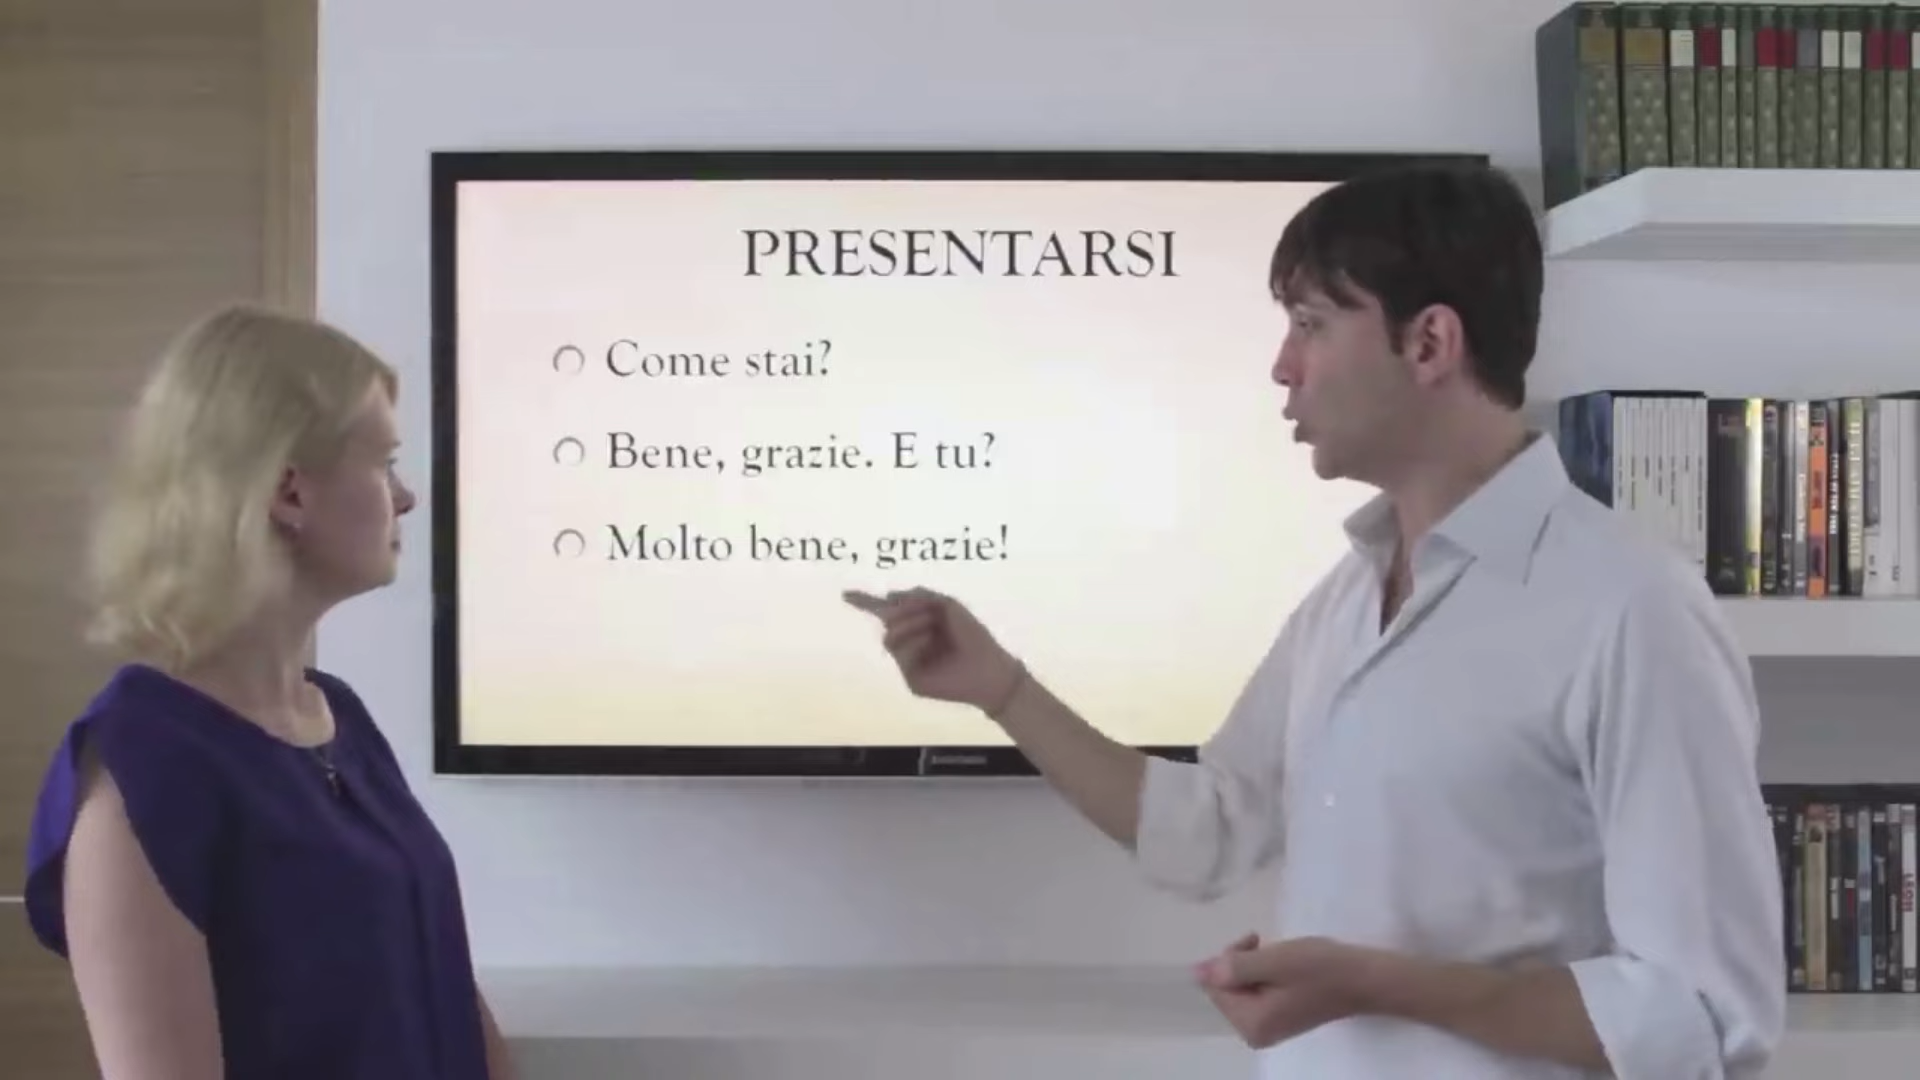 PRESENTARSI
Come stai?
Bene, grazie. E tu?
Molto bene, grazie!